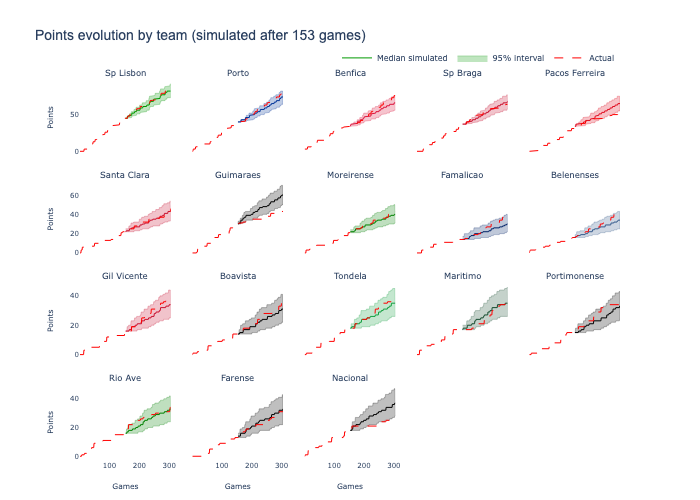 Points evolution by team (simulated after 153 games)
Median simulated 95% interval Actual
Sp Lisbon Porto Benfica Sp Braga Pacos Ferreira
Points
50
0
Santa Clara Guimaraes Moreirense Famalicao Belenenses
Points
60
40
20
0
Gil Vicente Boavista Tondela Maritimo Portimonense
Points
40
20
0
Rio Ave Farense Nacional
Points
40
20
0
100 200 300 100 200 300 100 200 300
Games Games Games